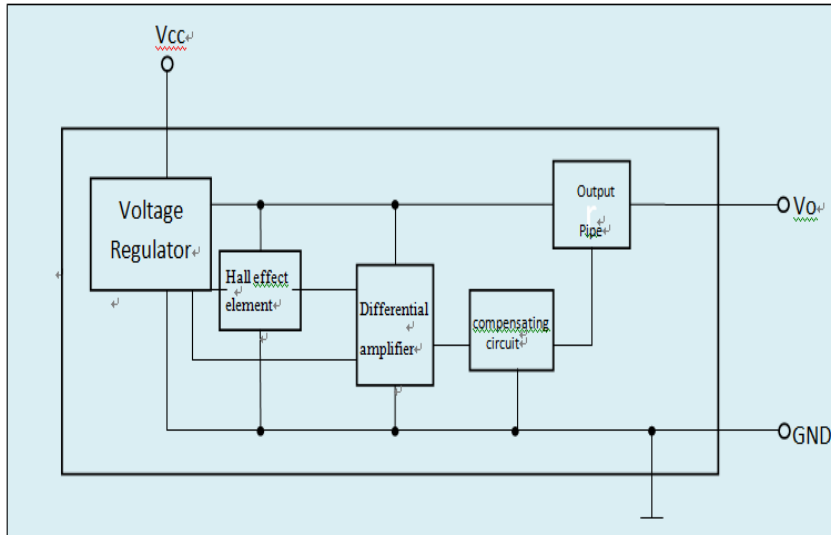 Vcc
Voltage
Regulator
Hall effect
element
Differential
amplifier
compensating
circuit
Output
r
Pipe
Vo
GND